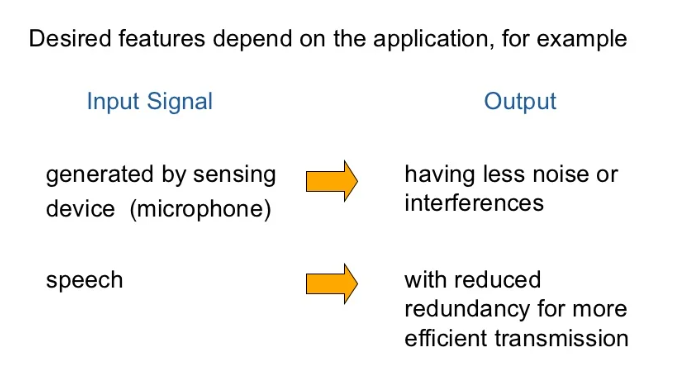 Desired features depend on the application, for example
Input Signal
Output
generated by sensing
device (microphone)
having less noise or
interferences
speech
with reduced
redundancy for more
efficient transmission